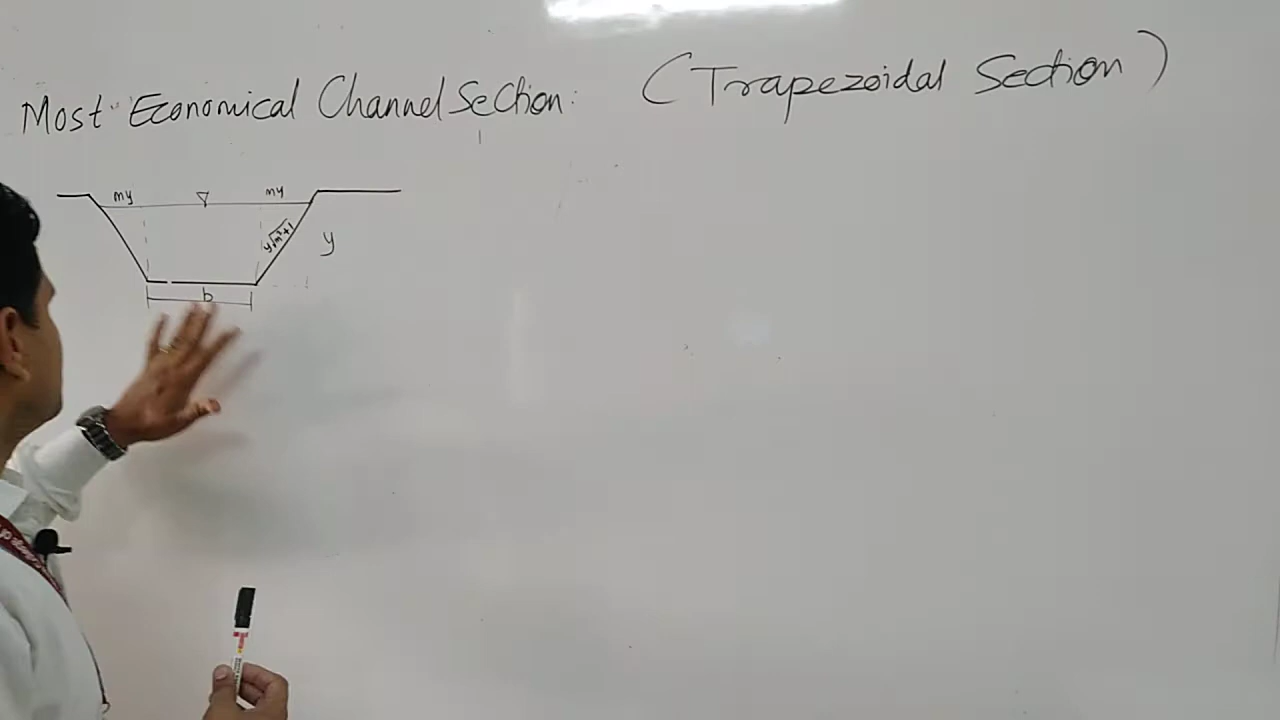 Most Economical Channel Section: (Trapezoidal Section)
my my
y√m²+1 y
b